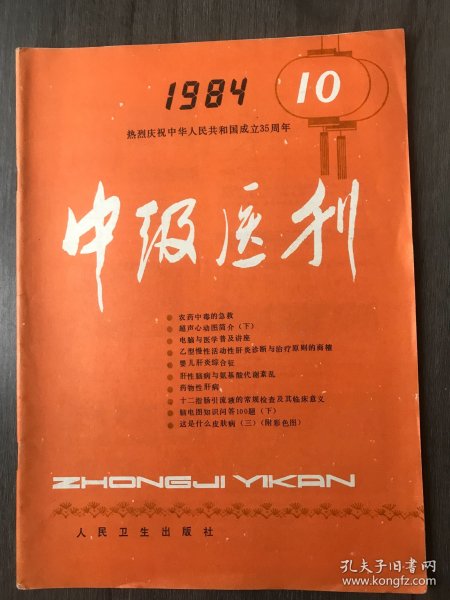 1984
10
热烈庆祝中华人民共和国成立35周年
中级医刊
农药中毒的急救
超声心动图简介（下）
电脑与医学普及讲座
乙型慢性活动性肝炎诊断与治疗原则的商榷
婴儿肝炎综合征
肝性脑病与氨基酸代谢紊乱
药物性肝病
十二指肠引流液的常规检查及其临床意义
脑电图知识问答100题（下）
这是什么皮肤病（三）（附彩色图）
ZHONGJI YIKAN
人民卫生出版社
孔夫子旧书网
www.kongfz.com